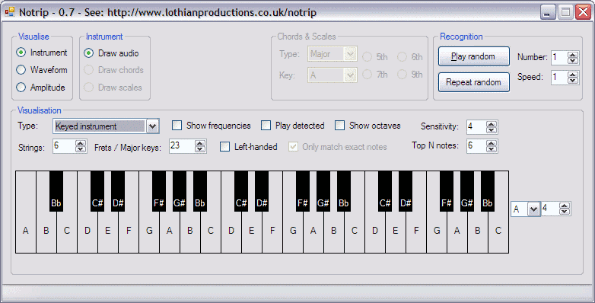 Notrip - 0.7 - See: http://www.lothianproductions.co.uk/notrip
Visualise
Instrument
Waveform
Amplitude
Instrument
Draw audio
Draw chords
Draw scales
Chords & Scales
Type: Major 5th 6th
Key: A 7th 9th
Recognition
Play random Number: 1
Repeat random Speed: 1
Visualisation
Type: Keyed instrument Show frequencies Play detected Show octaves Sensitivity: 4
Strings: 6 Frets / Major keys: 23 Left-handed Only match exact notes Top N notes: 6
Bb C# D# F# G# Bb C# D# F# G# Bb C# D# F# G# Bb
A B C D E F G A B C D E F G A B C D E F G A B C
A 4